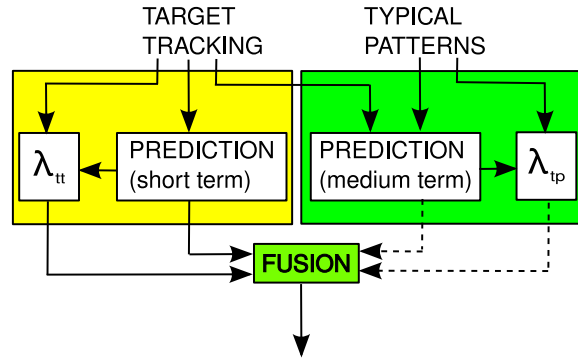 TARGET
TRACKING
TYPICAL
PATTERNS
λtt
PREDICTION
(short term)
PREDICTION
(medium term)
λtp
FUSION